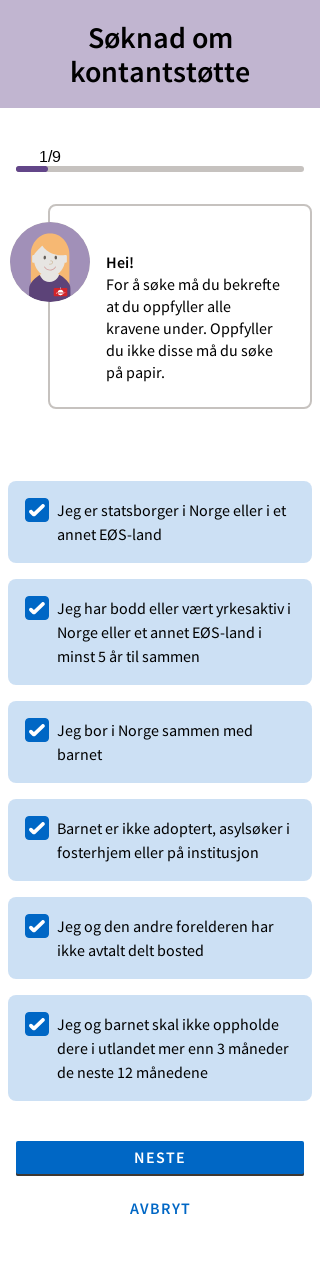 Søknad om
kontantstøtte
1/9
Hei!
For å søke må du bekrefte
at du oppfyller alle
kravene under. Oppfyller
du ikke disse må du søke
på papir.
Jeg er statsborger i Norge eller i et
annet EØS-land
Jeg har bodd eller vært yrkesaktiv i
Norge eller et annet EØS-land i
minst 5 år til sammen
Jeg bor i Norge sammen med
barnet
Barnet er ikke adoptert, asylsøker i
fosterhjem eller på institusjon
Jeg og den andre forelderen har
ikke avtalt delt bosted
Jeg og barnet skal ikke oppholde
dere i utlandet mer enn 3 måneder
de neste 12 månedene
NESTE
AVBRYT